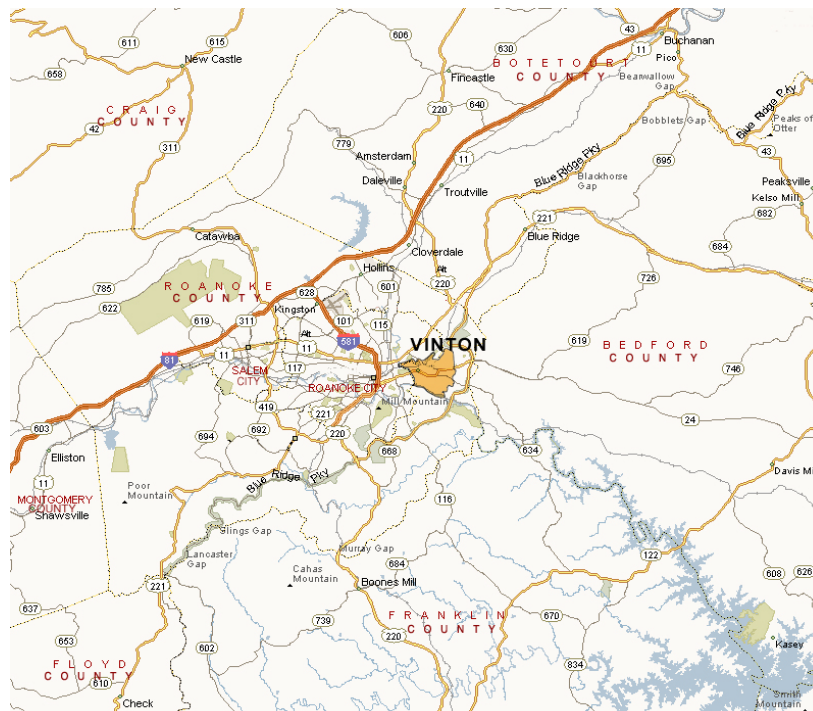 43
611
615
606
630
11
Buchanan
BOTETOURT
COUNTY
Pico
New Castle
658
Fincastle
Bearwallow
Gap
CRAIG
COUNTY
220
640
Blue Ridge Pky
Peaks of
Otter
42
Bobblets Gap
311
779
11
43
Amsterdam
695
Daleville
Troutville
Blue Ridge Pky
Blackhorse
Gap
Peaksville
Kelso Mill
682
221
Catawba
Cloverdale
Blue Ridge
684
Hollins
Alt
220
726
ROANOKE
COUNTY
785
622
628
601
Kingston
619
311
101
115
Alt
581
VINTON
619
BEDFORD
COUNTY
81
11
11
SALEM
CITY
117
ROANOKE CITY
746
Mill Mountain
419
221
24
603
694
692
220
668
634
Elliston
Davis Mi
11
Poor
Mountain
Blue Ridge Pky
MONTGOMERY
COUNTY
Shawsville
116
Slings Gap
Lancaster
Gap
Murray Gap
122
684
221
Cahas
Mountain
Boones Mill
608
626
637
739
FRANKLIN
COUNTY
670
653
602
220
Kasey
FLOYD
COUNTY
834
610
Check
Smith
Mountain